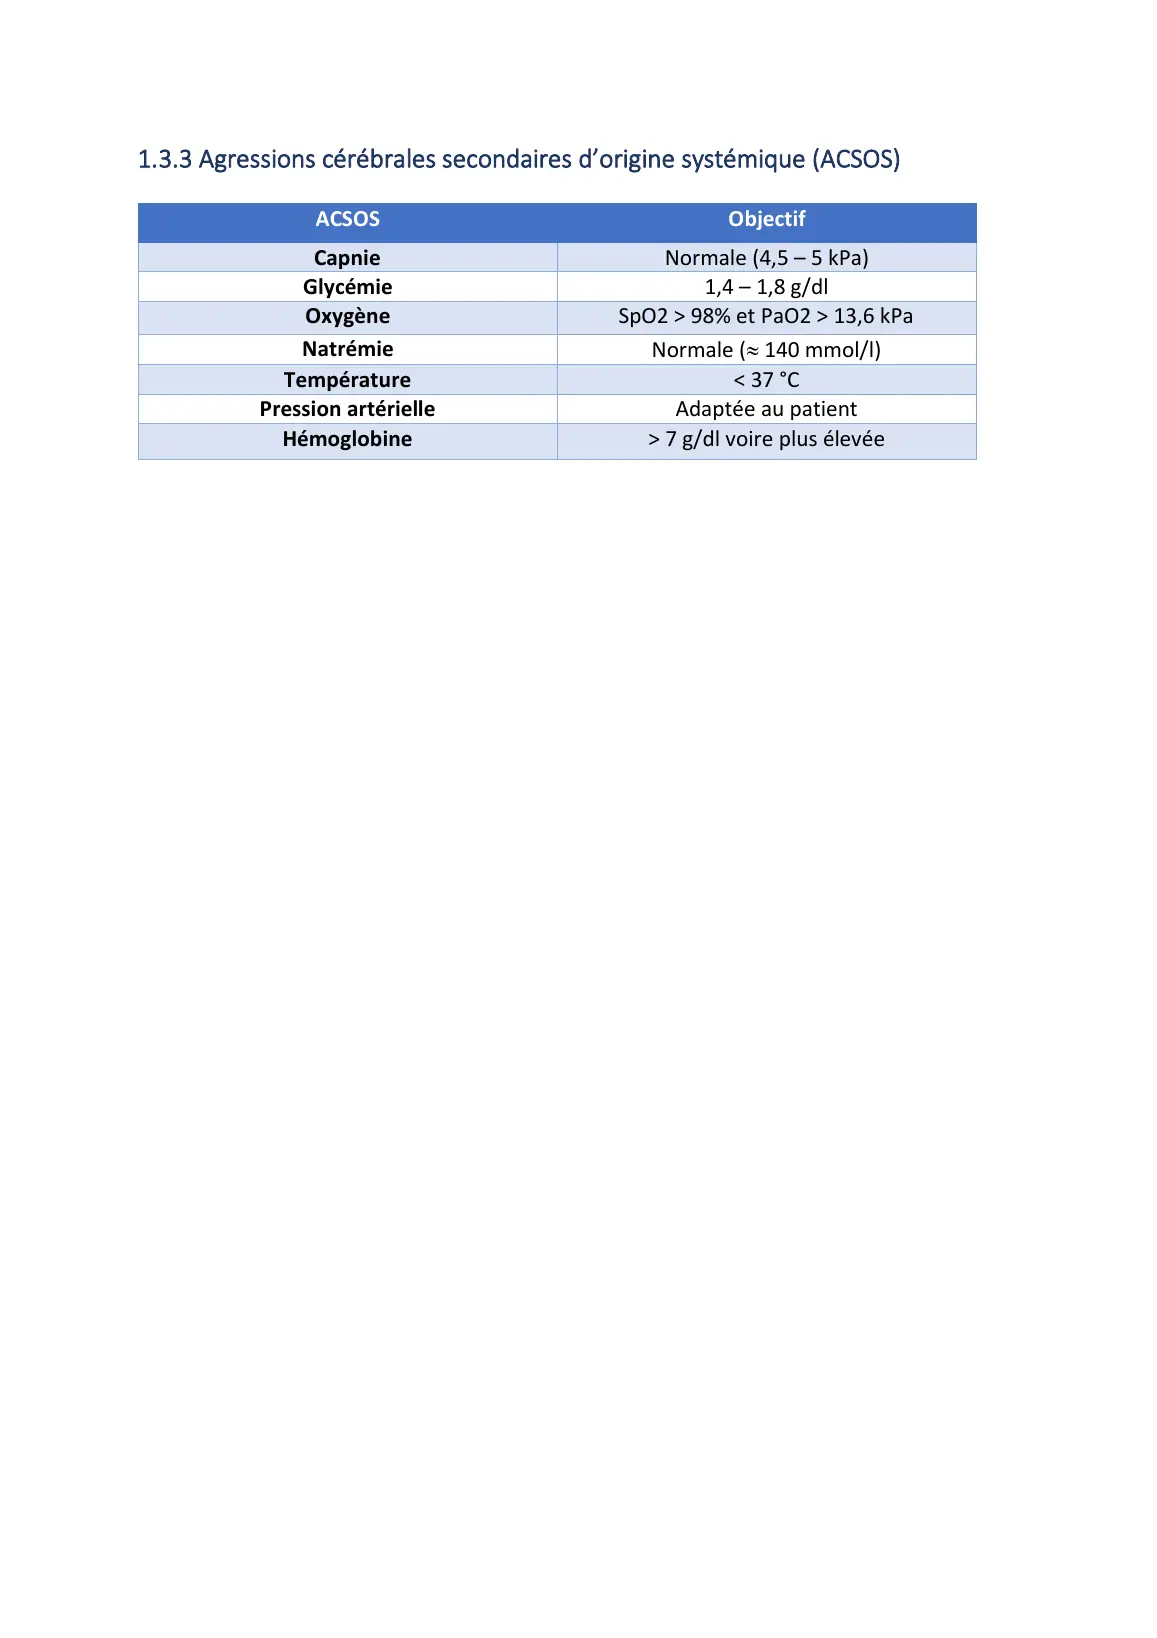 1.3.3 Agressions cérébrales secondaires d’origine systémique (ACSOS)
ACSOS Objectif
Capnie Normale (4,5 – 5 kPa)
Glycémie 1,4 – 1,8 g/dl
Oxygène SpO2 > 98% et PaO2 > 13,6 kPa
Natrémie Normale (≈ 140 mmol/l)
Température < 37 °C
Pression artérielle Adaptée au patient
Hémoglobine > 7 g/dl voire plus élevée